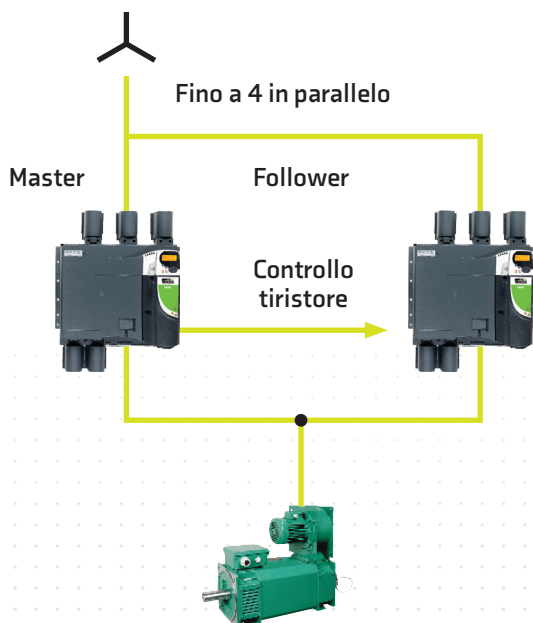 Fino a 4 in parallelo
Master
Follower
Controllo
tiristore